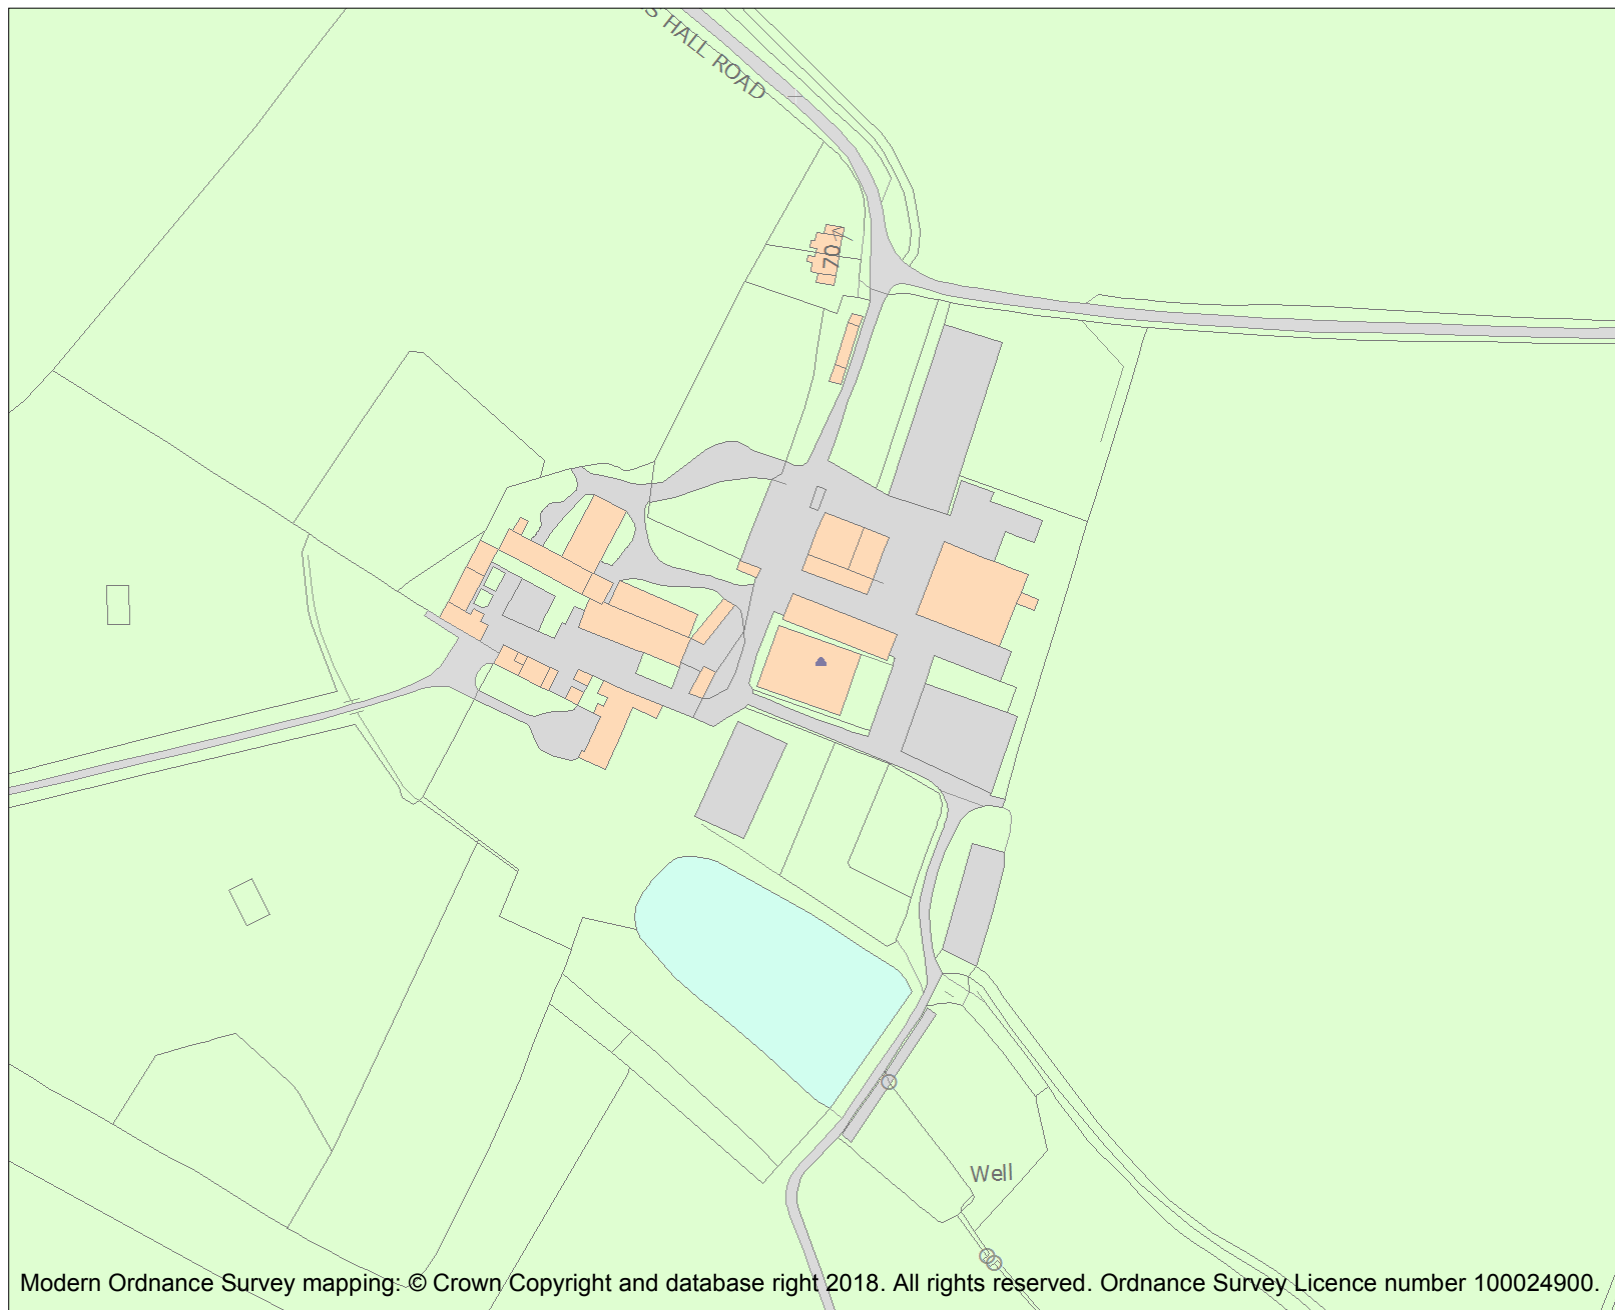 S HALL ROAD
70
Well
Modern Ordnance Survey mapping: © Crown Copyright and database right 2018. All rights reserved. Ordnance Survey Licence number 100024900.